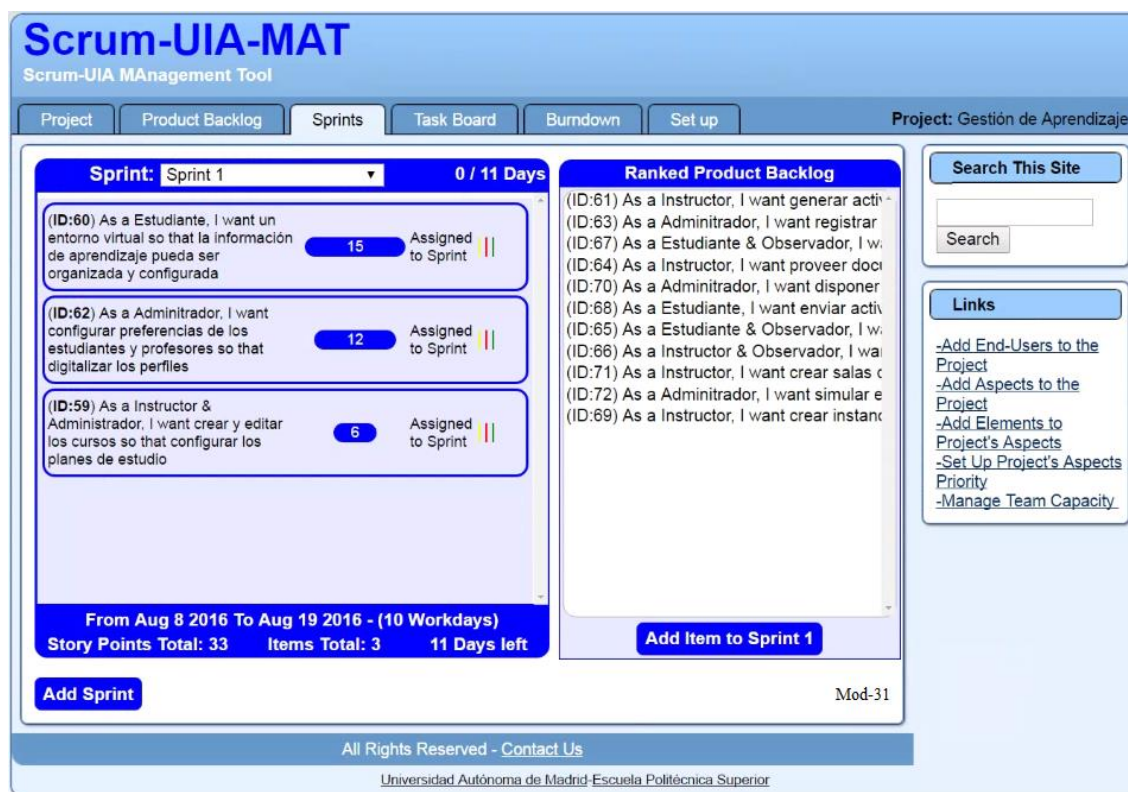 Scrum-UIA-MAT
Scrum-UIA MAnagement Tool
Project
Product Backlog
Sprints
Task Board
Burndown
Set up
Project: Gestión de Aprendizaje
Sprint: Sprint 1
0 / 11 Days
(ID:60) As a Estudiante, I want un
entorno virtual so that la información
de aprendizaje pueda ser
organizada y configurada
15
Assigned
to Sprint
(ID:62) As a Adminitrador, I want
configurar preferencias de los
estudiantes y profesores so that
digitalizar los perfiles
12
Assigned
to Sprint
(ID:59) As a Instructor &
Administrador, I want crear y editar
los cursos so that configurar los
planes de estudio
6
Assigned
to Sprint
From Aug 8 2016 To Aug 19 2016 - (10 Workdays)
Story Points Total: 33 Items Total: 3 11 Days left
Add Sprint
Ranked Product Backlog
(ID:61) As a Instructor, I want generar activ
(ID:63) As a Adminitrador, I want registrar
(ID:67) As a Estudiante & Observador, I wa
(ID:64) As a Instructor, I want proveer docu
(ID:70) As a Adminitrador, I want disponer
(ID:68) As a Estudiante, I want enviar activ
(ID:65) As a Estudiante & Observador, I wa
(ID:66) As a Instructor & Observador, I wan
(ID:71) As a Instructor, I want crear salas c
(ID:72) As a Adminitrador, I want simular e
(ID:69) As a Instructor, I want crear instanc
Add Item to Sprint 1
Mod-31
Search This Site
Search
Links
-Add End-Users to the
Project
-Add Aspects to the
Project
-Add Elements to
Project's Aspects
-Set Up Project's Aspects
Priority
-Manage Team Capacity
All Rights Reserved - Contact Us
Universidad Autónoma de Madrid-Escuela Politécnica Superior